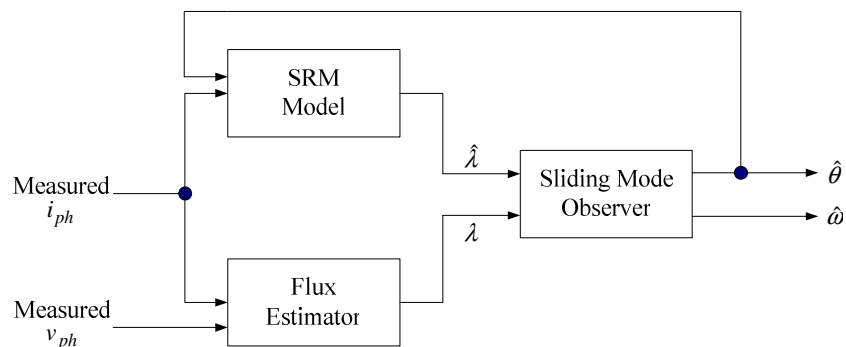 SRM
Model
Measured
i_ph
Measured
v_ph
Flux
Estimator
λ̂
λ
Sliding Mode
Observer
θ̂
ω̂